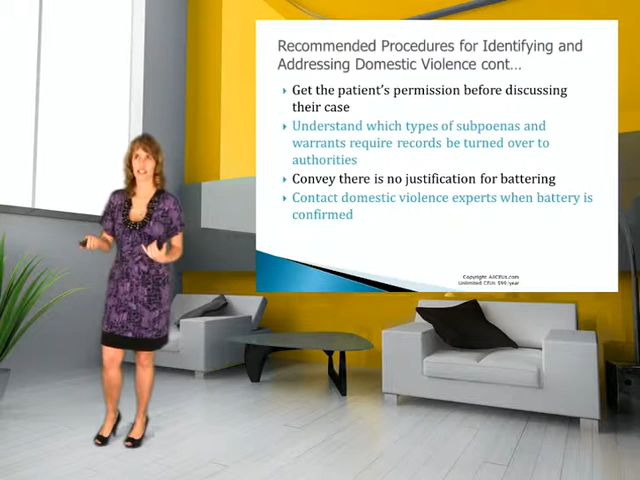 Recommended Procedures for Identifying and
Addressing Domestic Violence cont…
Get the patient's permission before discussing
their case
Understand which types of subpoenas and
warrants require records be turned over to
authorities
Convey there is no justification for battering
Contact domestic violence experts when battery is
confirmed
Copyright AllCEUs.com
Unlimited CEUs $99/year